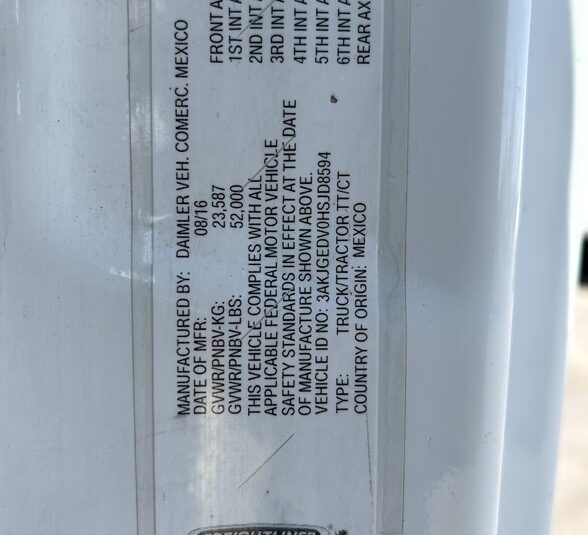 MANUFACTURED BY: DAIMLER VEH. COMERC. MEXICO
DATE OF MFR: 08/16
GVWR/PNBV-KG: 23,587
GVWR/PNBV-LBS: 52,000
THIS VEHICLE COMPLIES WITH ALL
APPLICABLE FEDERAL MOTOR VEHICLE
SAFETY STANDARDS IN EFFECT AT THE DATE
OF MANUFACTURE SHOWN ABOVE.
VEHICLE ID NO: 3AKJGEDV0HSJD8594
TYPE: TRUCK/TRACTOR TT/CT
COUNTRY OF ORIGIN: MEXICO
FRONT A
1ST INT A
2ND INT A
3RD INT A
4TH INT A
5TH INT A
6TH INT A
REAR AX
FREIGHTLINER